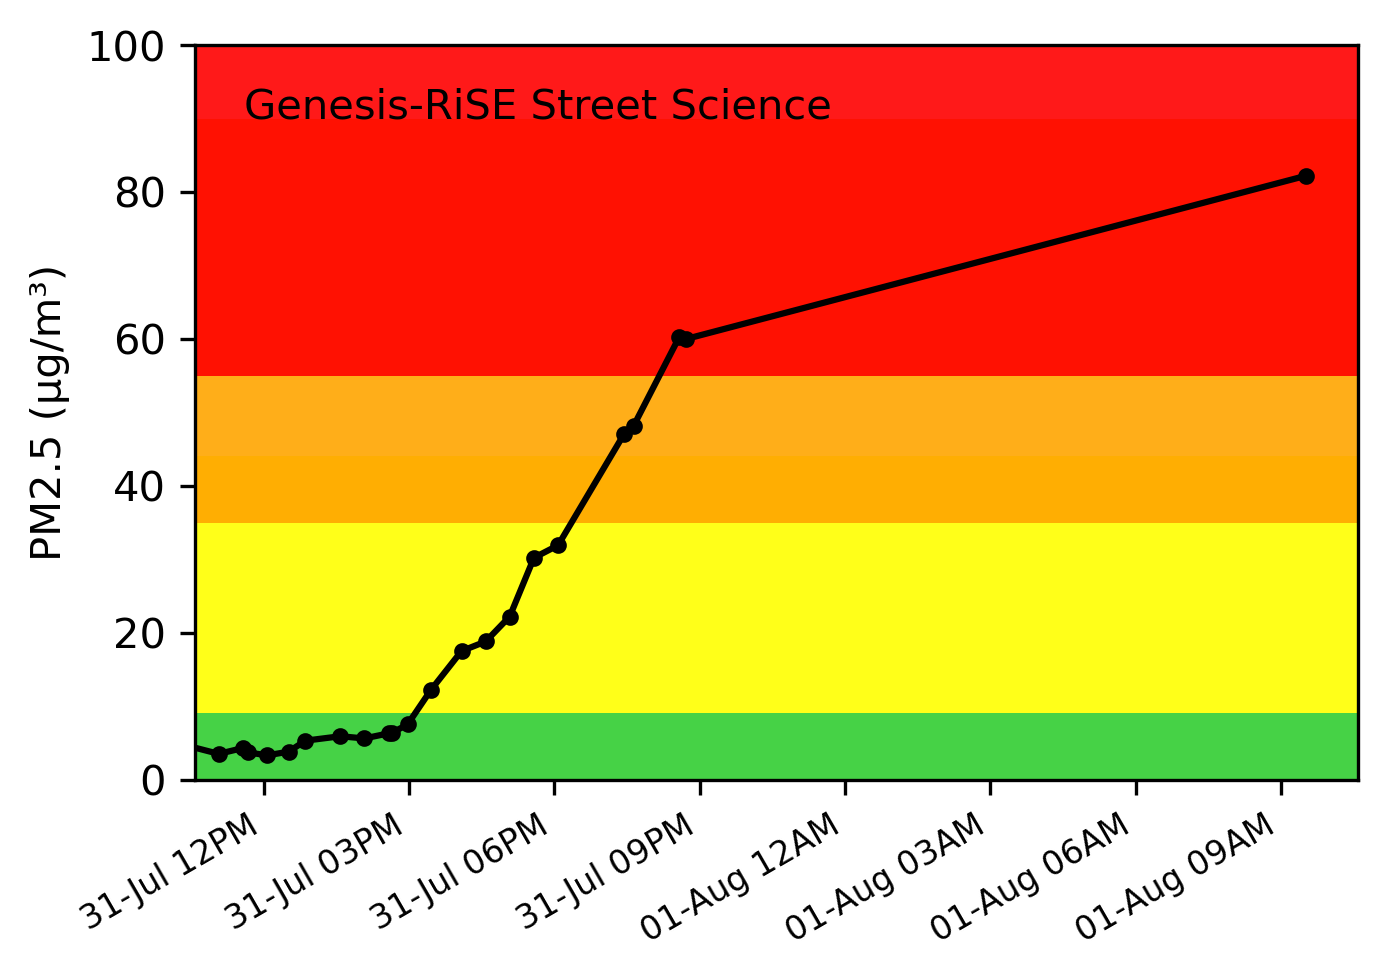 Genesis-RiSE Street Science
PM2.5 (µg/m³)
100
80
60
40
20
0
31-Jul 12PM
31-Jul 03PM
31-Jul 06PM
31-Jul 09PM
01-Aug 12AM
01-Aug 03AM
01-Aug 06AM
01-Aug 09AM